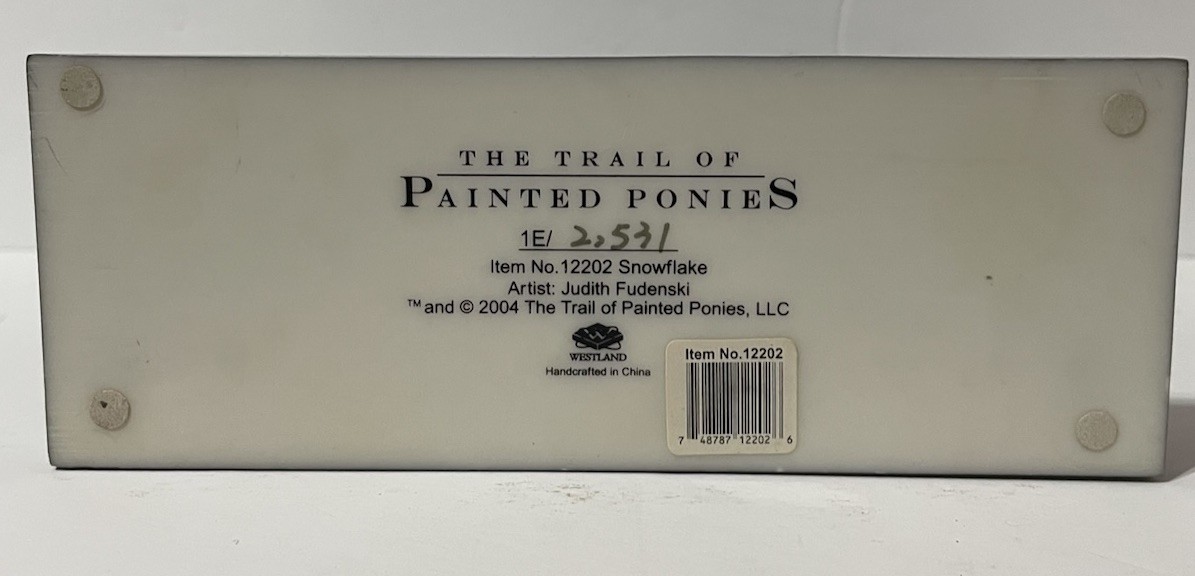 THE TRAIL OF
PAINTED PONIES
1E/ 2,531
Item No.12202 Snowflake
Artist: Judith Fudenski
™ and © 2004 The Trail of Painted Ponies, LLC
WESTLAND
Handcrafted in China
Item No.12202
7 48787 12202 6